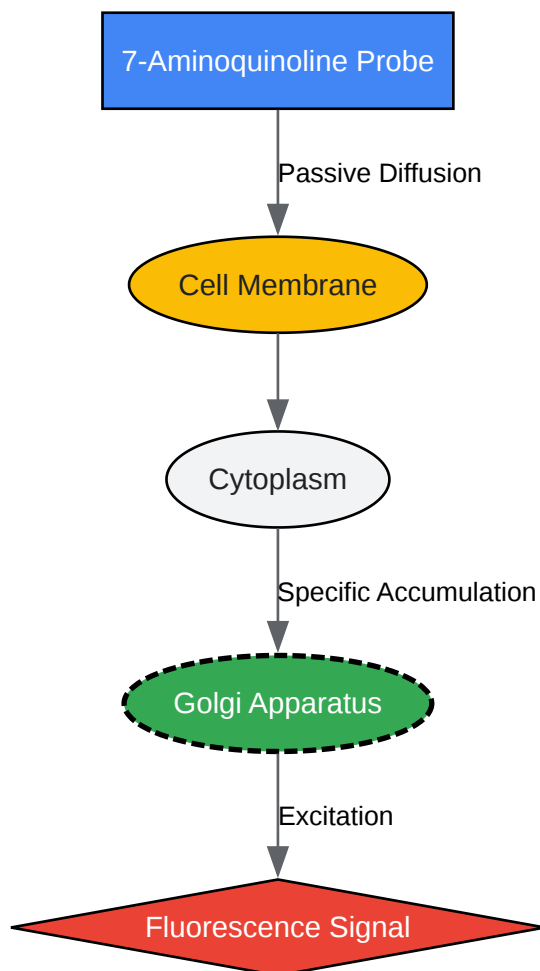 7-Aminoquinoline Probe
Passive Diffusion
Cell Membrane
Cytoplasm
Specific Accumulation
Golgi Apparatus
Excitation
Fluorescence Signal